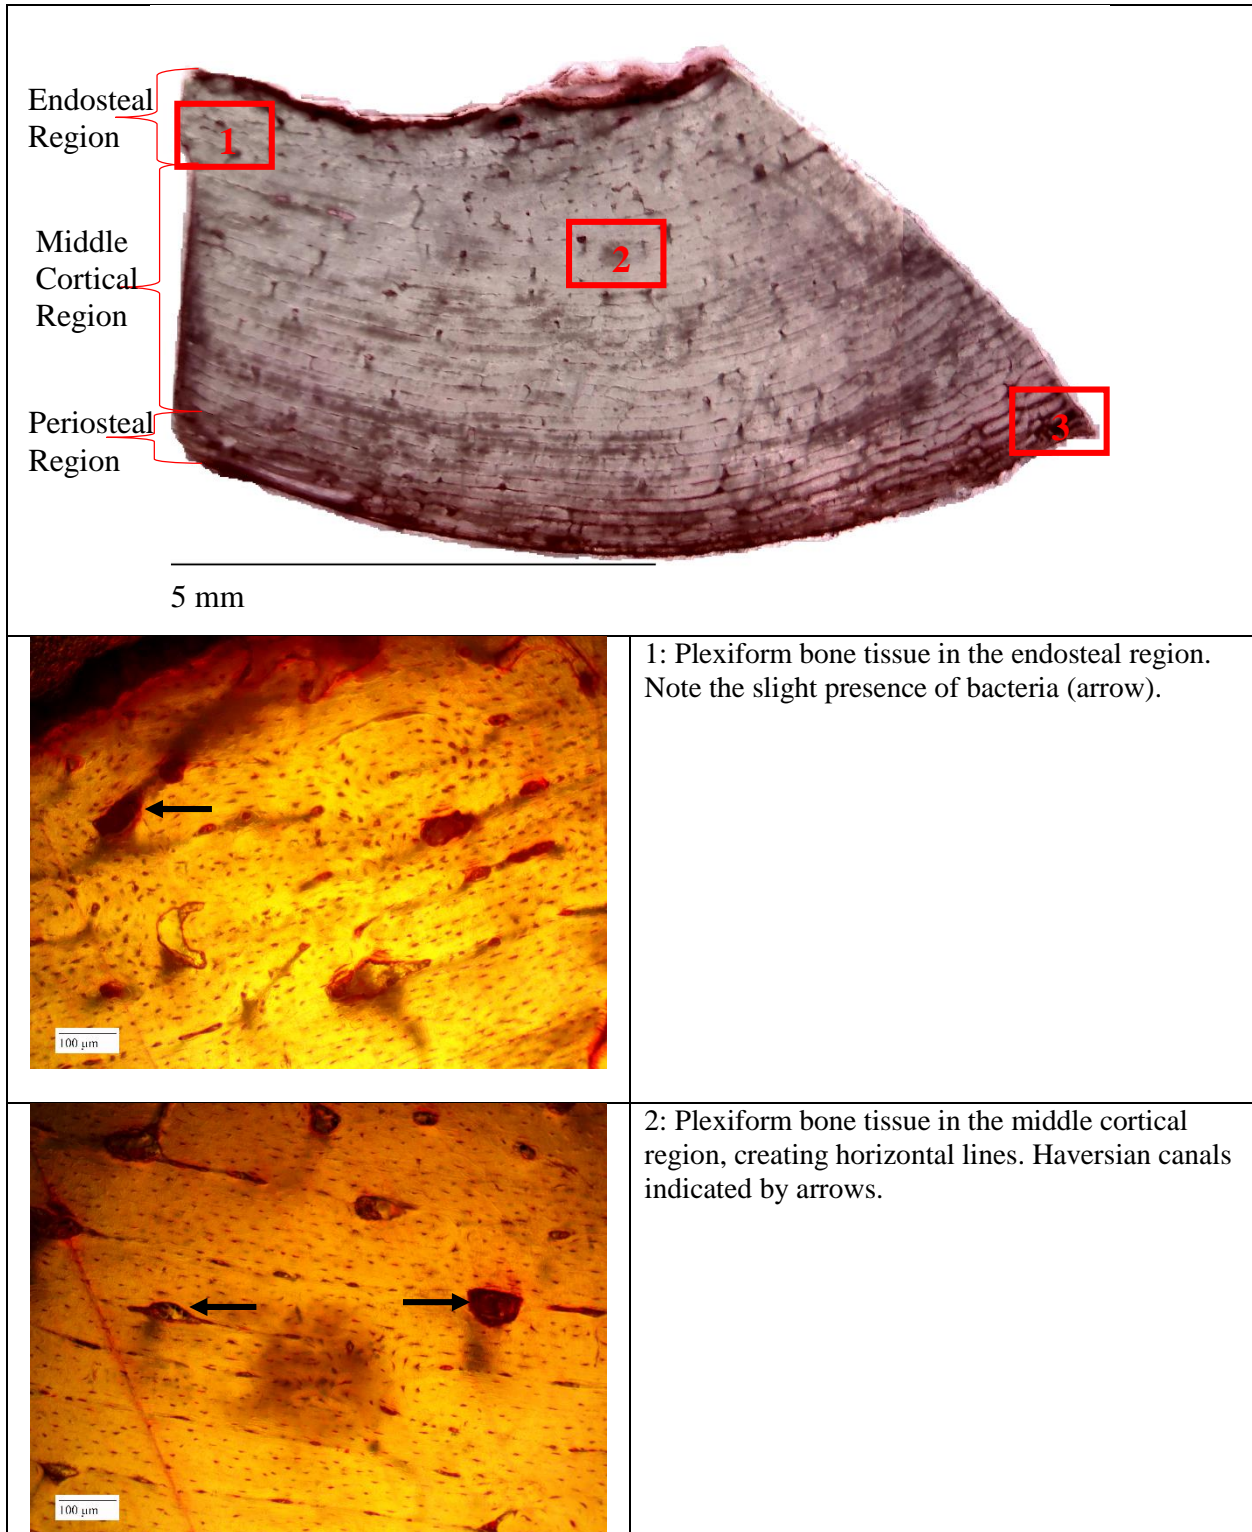 Endosteal
Region
1
Middle
Cortical
Region
2
Periosteal
Region
3
5 mm
1: Plexiform bone tissue in the endosteal region.
Note the slight presence of bacteria (arrow).
100 µm
2: Plexiform bone tissue in the middle cortical
region, creating horizontal lines. Haversian canals
indicated by arrows.
100 µm